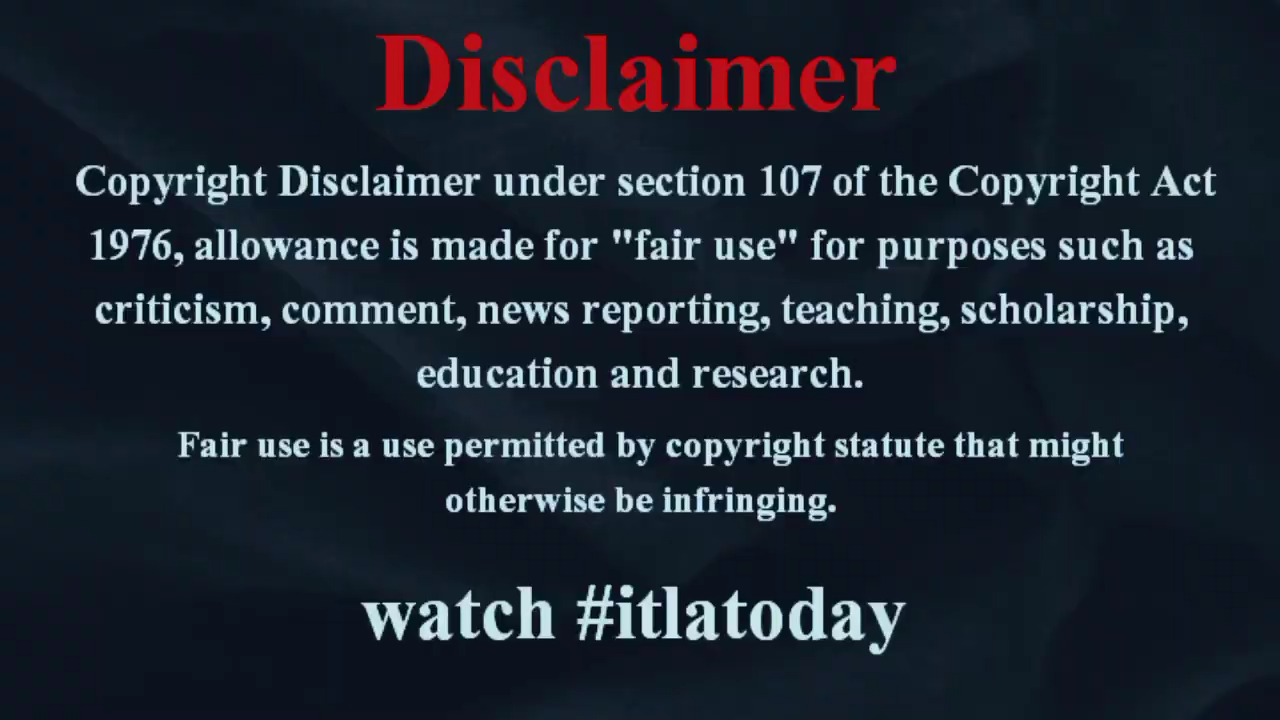 Disclaimer
Copyright Disclaimer under section 107 of the Copyright Act
1976, allowance is made for "fair use" for purposes such as
criticism, comment, news reporting, teaching, scholarship,
education and research.
Fair use is a use permitted by copyright statute that might
otherwise be infringing.
watch #itlatoday